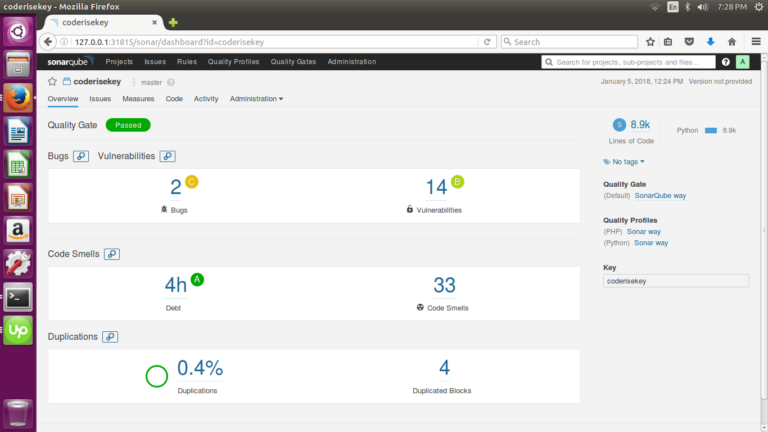 coderisekey - Mozilla Firefox
En
7:28 PM
coderisekey
127.0.0.1:31815/sonar/dashboard?id=coderisekey
Search
sonarqube Projects Issues Rules Quality Profiles Quality Gates Administration
Search for projects, sub-projects and files...
A
coderisekey master
January 5, 2018, 12:24 PM Version not provided
Overview Issues Measures Code Activity Administration
Quality Gate Passed
S 8.9k
Lines of Code
Python 8.9k
No tags
Bugs Vulnerabilities
2 C
Bugs
14 B
Vulnerabilities
Quality Gate
(Default) SonarQube way
Quality Profiles
(PHP) Sonar way
(Python) Sonar way
Key
coderisekey
Code Smells
4h A
Debt
33
Code Smells
Duplications
0.4%
Duplications
4
Duplicated Blocks
a
Up